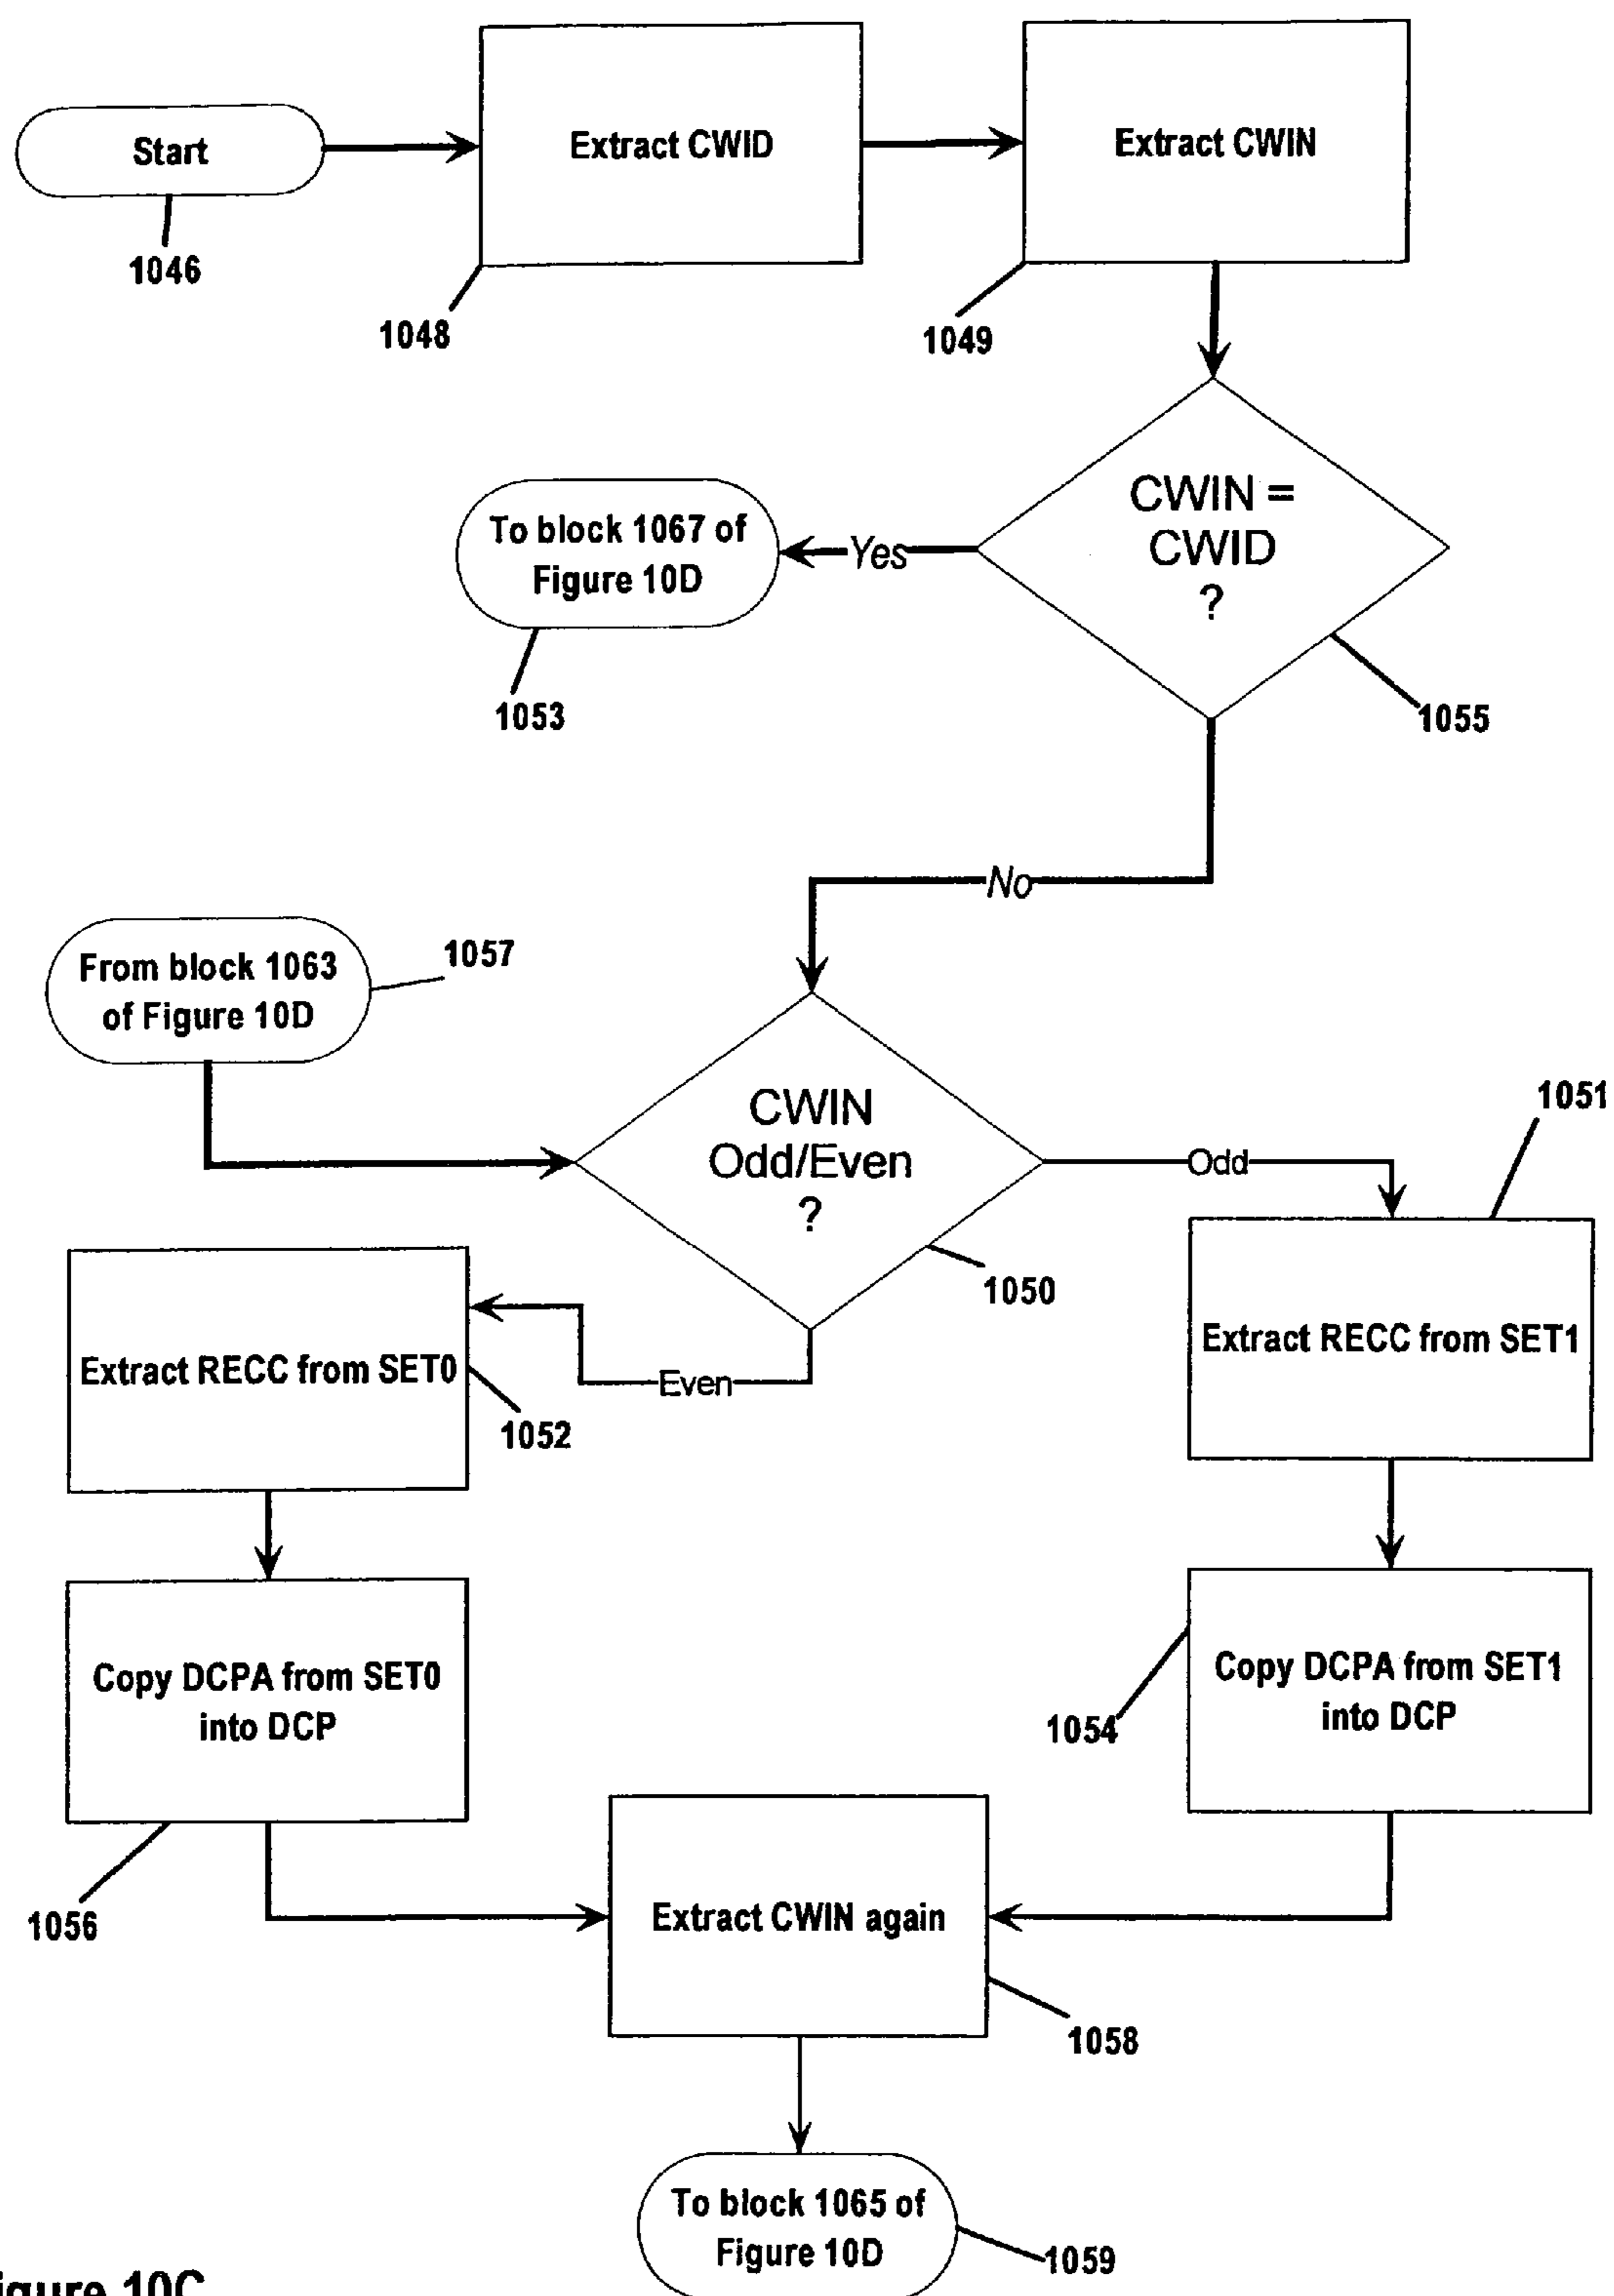 Start
1046
Extract CWID
1048
Extract CWIN
1049
CWIN =
CWID
?
1055
Yes
To block 1067 of
Figure 10D
1053
No
From block 1063
of Figure 10D
1057
CWIN
Odd/Even
?
1050
Odd
1051
Even
Extract RECC from SET0
1052
Extract RECC from SET1
Copy DCPA from SET0
into DCP
1056
Copy DCPA from SET1
into DCP
1054
Extract CWIN again
1058
To block 1065 of
Figure 10D
1059
igure 10C